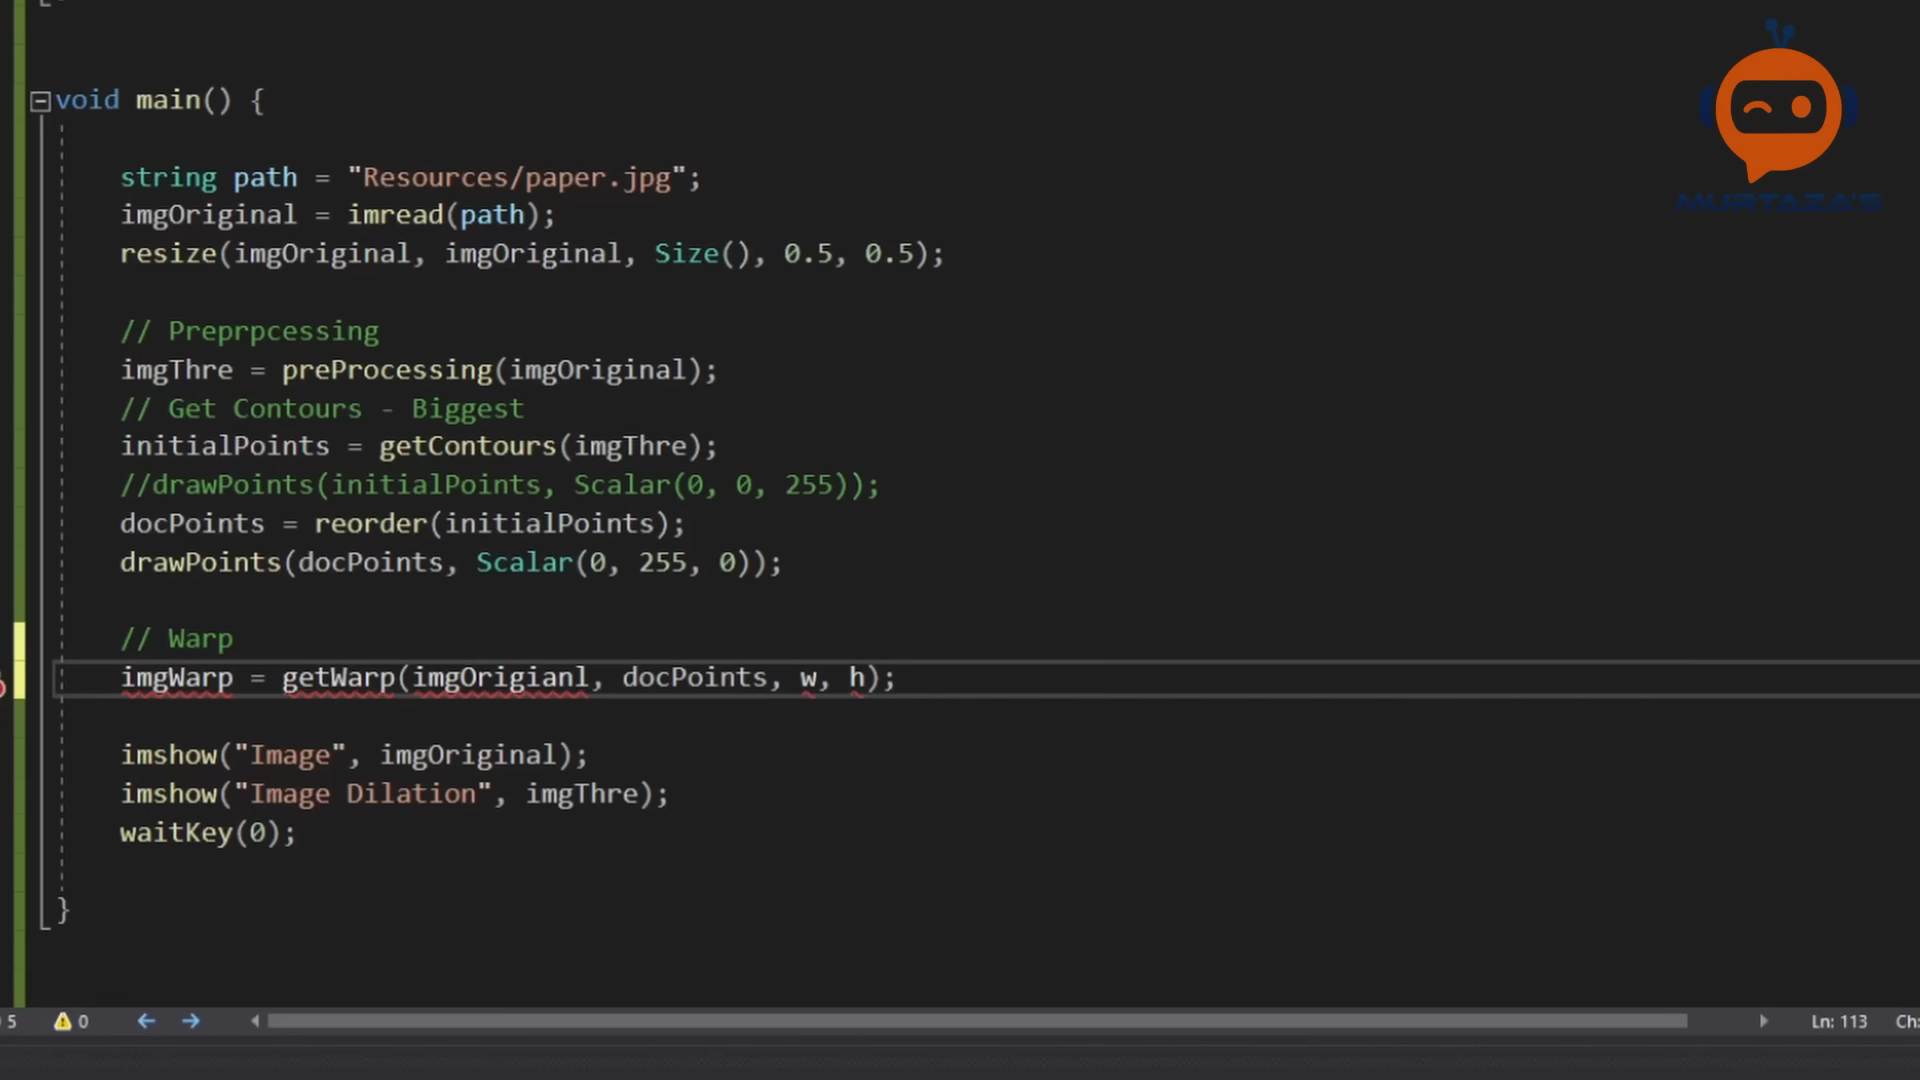 void main() {
string path = "Resources/paper.jpg";
imgOriginal = imread(path);
resize(imgOriginal, imgOriginal, Size(), 0.5, 0.5);
// Preprpcessing
imgThre = preProcessing(imgOriginal);
// Get Contours - Biggest
initialPoints = getContours(imgThre);
//drawPoints(initialPoints, Scalar(0, 0, 255));
docPoints = reorder(initialPoints);
drawPoints(docPoints, Scalar(0, 255, 0));
// Warp
imgWarp = getWarp(imgOrigianl, docPoints, w, h);
imshow("Image", imgOriginal);
imshow("Image Dilation", imgThre);
waitKey(0);
}
MURTAZA'S
5 0 Ln: 113 Ch: